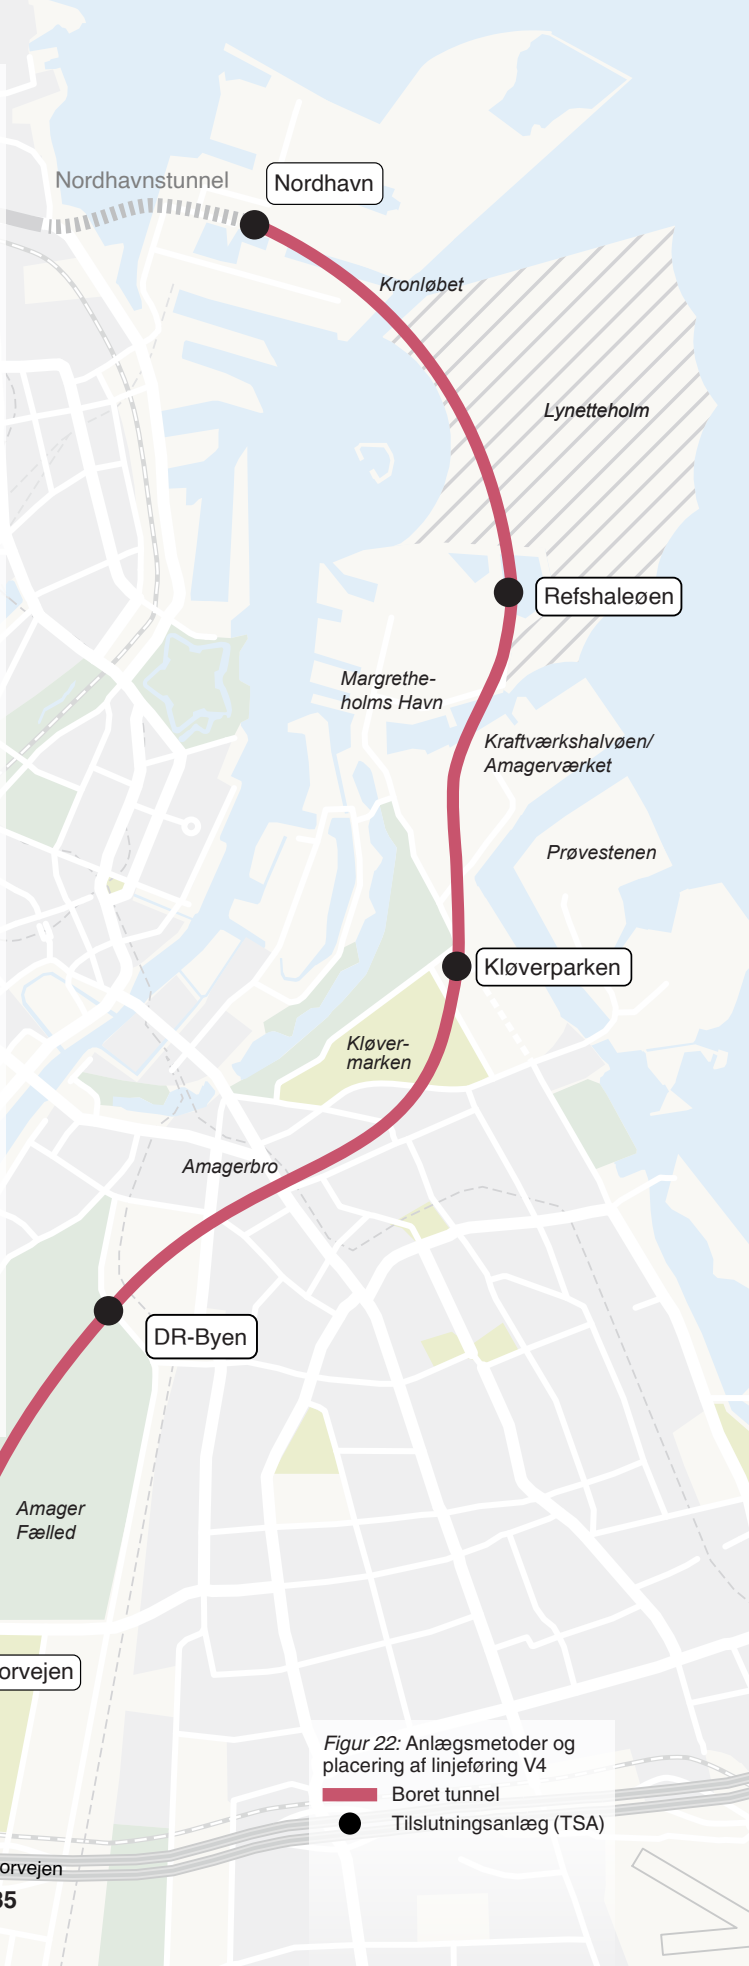 Nordhavnstunnel
Nordhavn
Kronløbet
Lynetteholm
Refshaleøen
Margrethe-
holms Havn
Kraftværkshalvøen/
Amagerværket
Prøvestenen
Kløverparken
Kløver-
marken
Amagerbro
DR-Byen
Amager
Fælled
orvejen
Figur 22: Anlægsmetoder og
placering af linjeføring V4
Boret tunnel
Tilslutningsanlæg (TSA)
orvejen
35